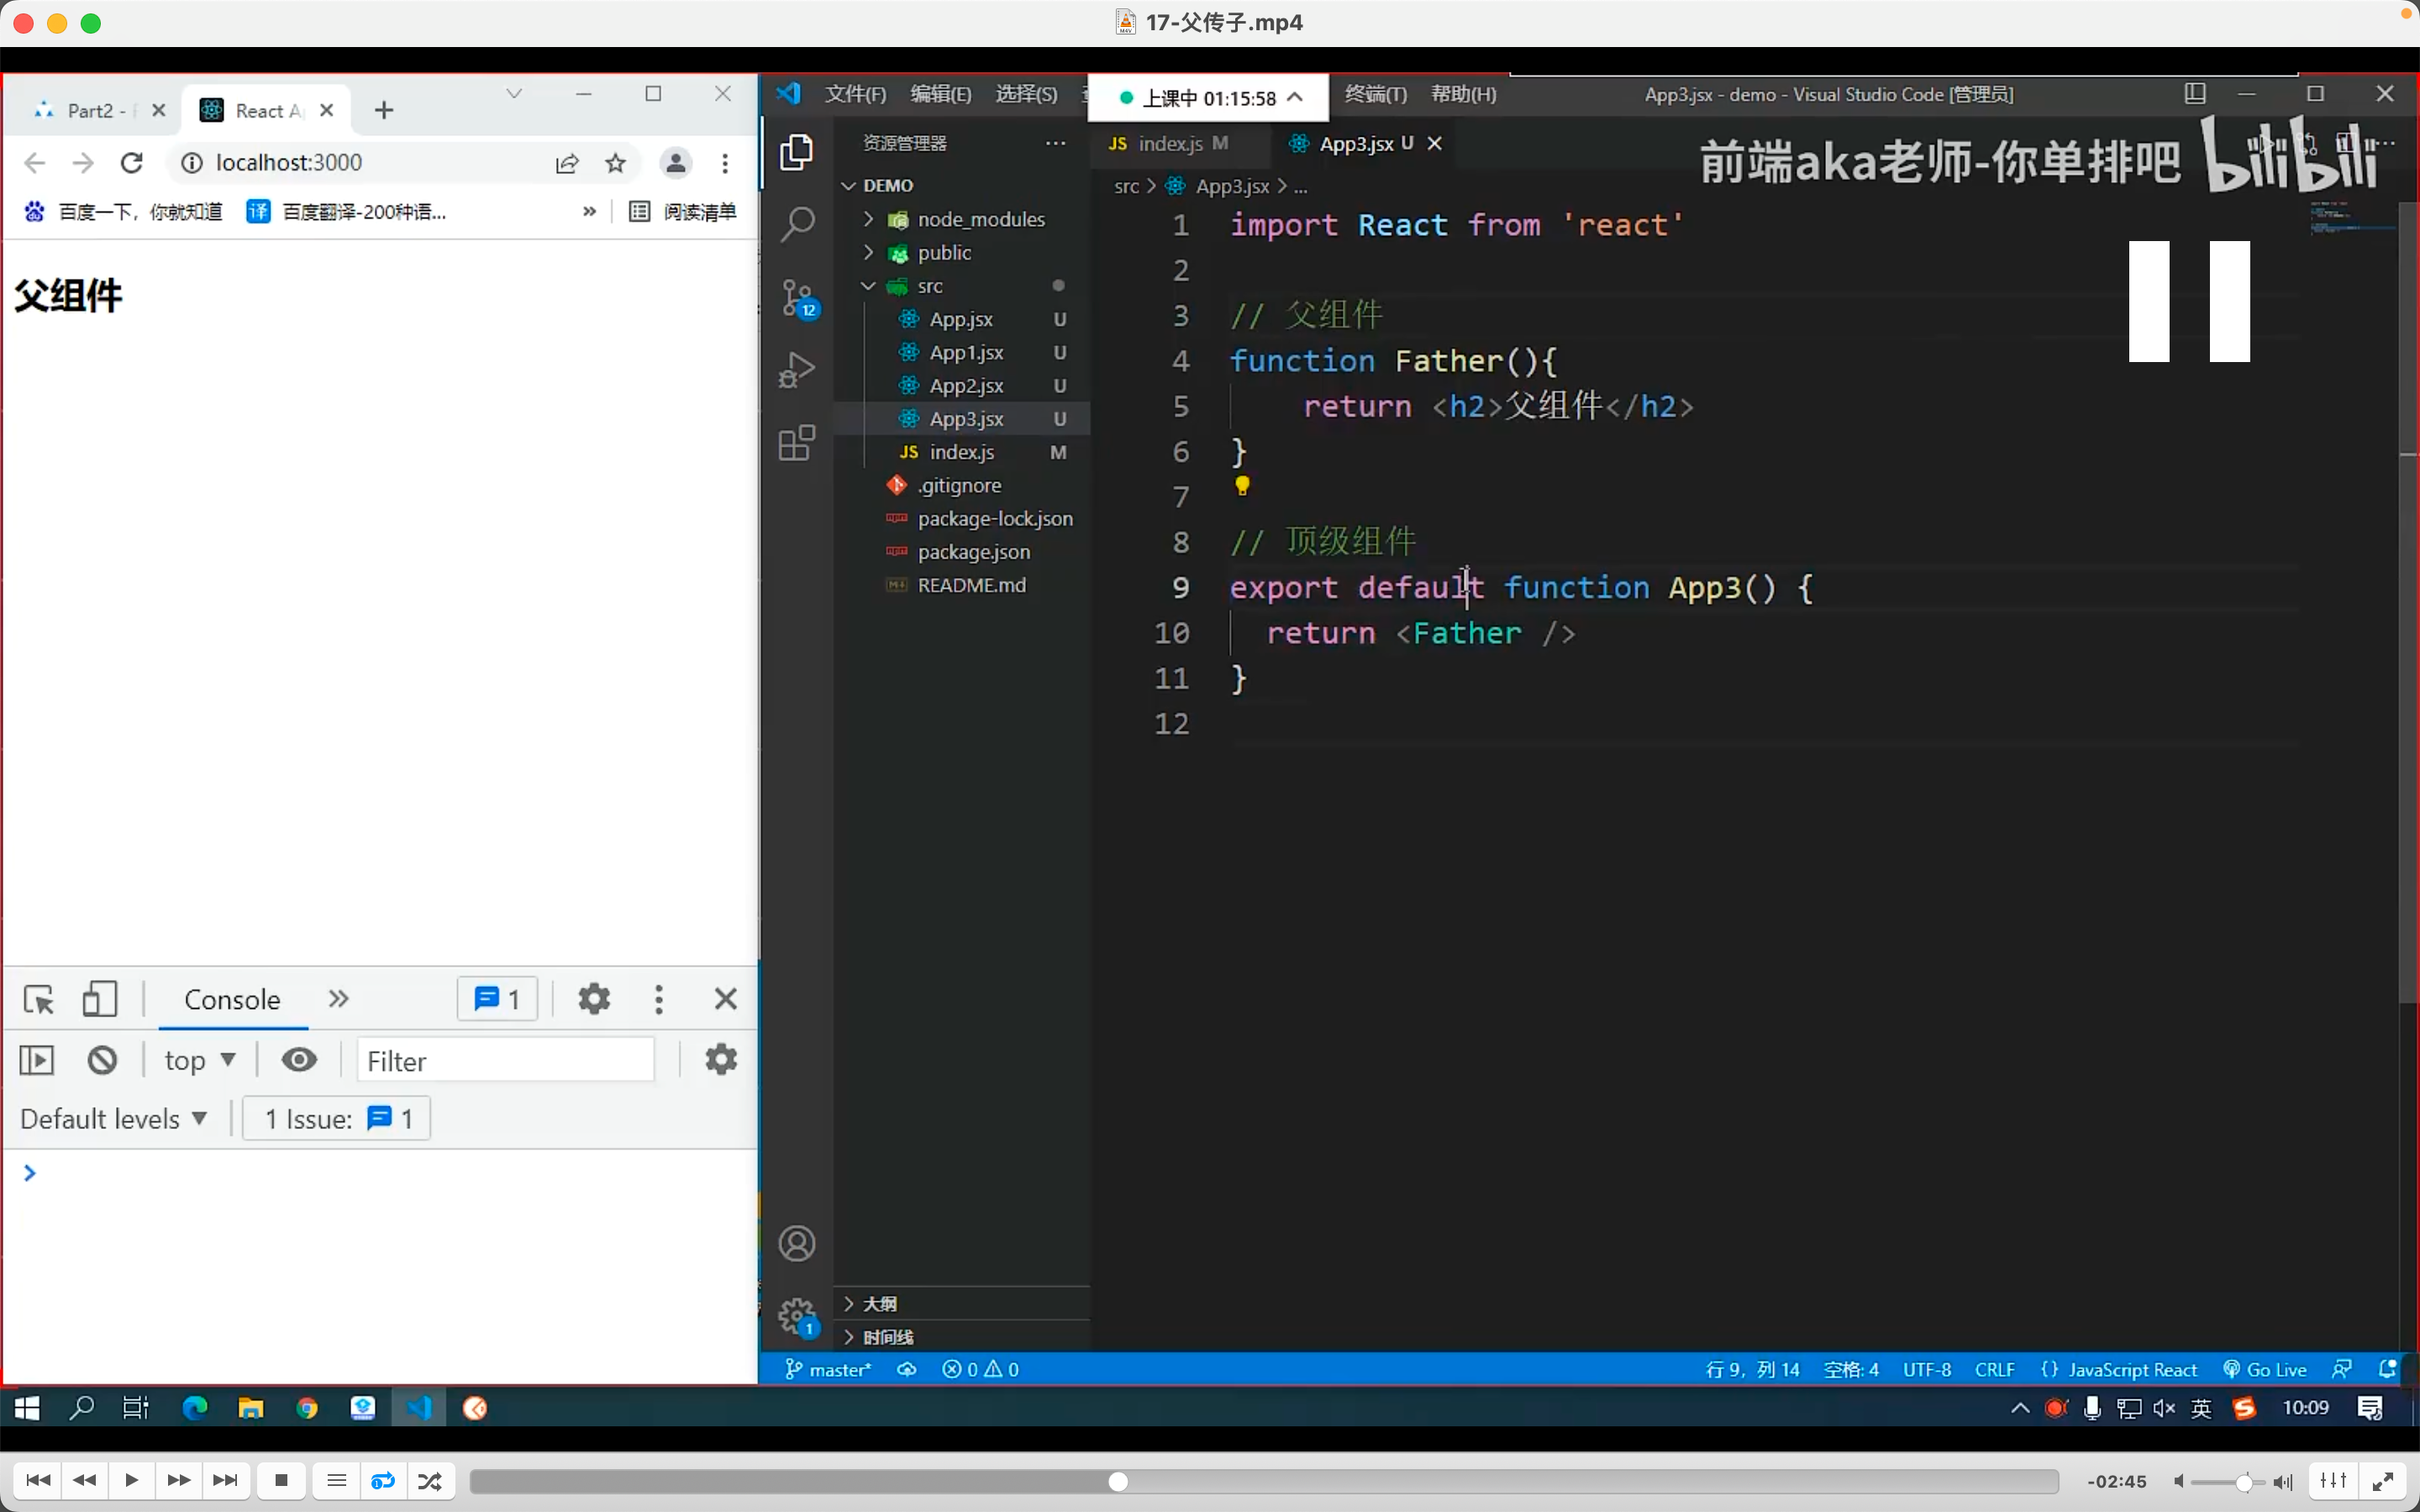 17-父传子.mp4
Part2 -
React A
localhost:3000
百度一下，你就知道
译
百度翻译-200种语...
»
阅读清单
父组件
Console
1
top
Filter
Default levels
1 Issue:
1
文件(F)
编辑(E)
选择(S)
上课中 01:15:58
终端(T)
帮助(H)
App3.jsx - demo - Visual Studio Code [管理员]
前端aka老师-你单排吧
bilibili
资源管理器
DEMO
node_modules
public
src
App.jsx U
App1.jsx U
App2.jsx U
App3.jsx U
JS index.js M
.gitignore
package-lock.json
package.json
README.md
大纲
时间线
12
1
JS index.js M
App3.jsx U
src > App3.jsx > ...
1 import React from 'react'
2
3 // 父组件
4 function Father(){
5 return <h2>父组件</h2>
6 }
7
8 // 顶级组件
9 export default function App3() {
10 return <Father />
11 }
12
master*
0 0
行 9，列 14
空格: 4
UTF-8
CRLF
{} JavaScript React
Go Live
英
10:09
-02:45